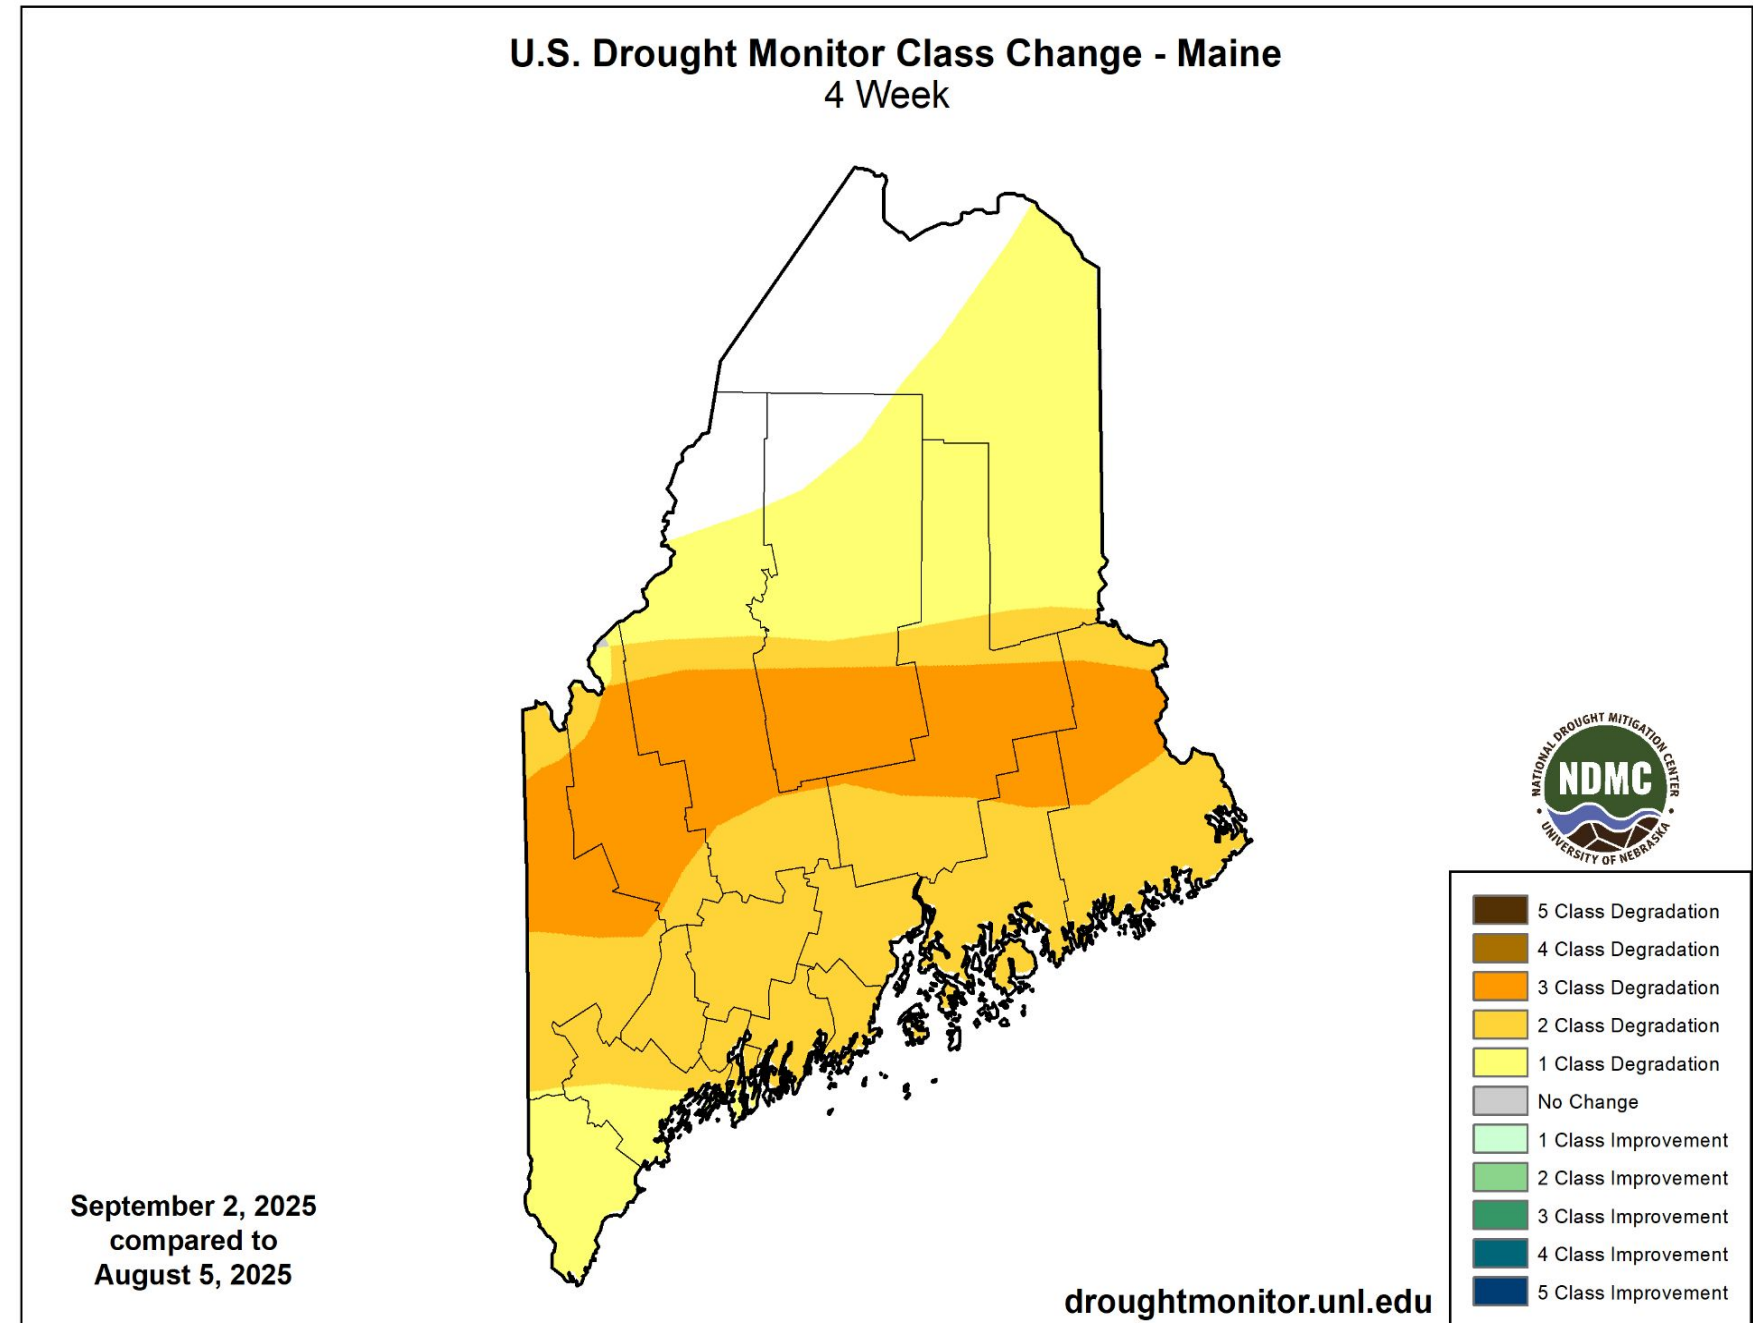 U.S. Drought Monitor Class Change - Maine
4 Week
NATIONAL DROUGHT MITIGATION CENTER
NDMC
UNIVERSITY OF NEBRASKA
5 Class Degradation
4 Class Degradation
3 Class Degradation
2 Class Degradation
1 Class Degradation
No Change
1 Class Improvement
2 Class Improvement
3 Class Improvement
4 Class Improvement
5 Class Improvement
September 2, 2025
compared to
August 5, 2025
droughtmonitor.unl.edu